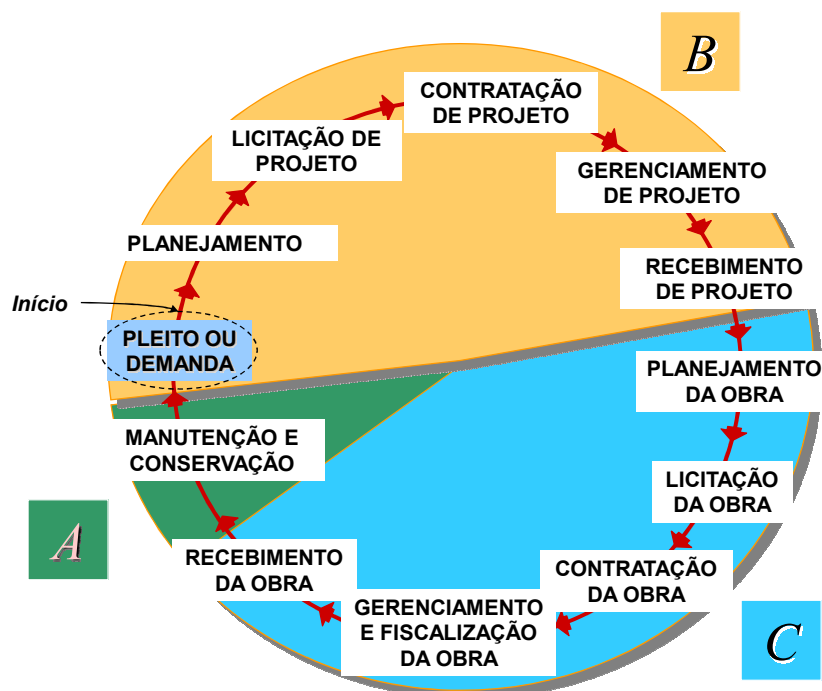 B
CONTRATAÇÃO
DE PROJETO
LICITAÇÃO DE
PROJETO
GERENCIAMENTO
DE PROJETO
PLANEJAMENTO
RECEBIMENTO
DE PROJETO
Início
PLEITO OU
DEMANDA
PLANEJAMENTO
DA OBRA
MANUTENÇÃO E
CONSERVAÇÃO
LICITAÇÃO
DA OBRA
A
RECEBIMENTO
DA OBRA
CONTRATAÇÃO
DA OBRA
GERENCIAMENTO
E FISCALIZAÇÃO
DA OBRA
C